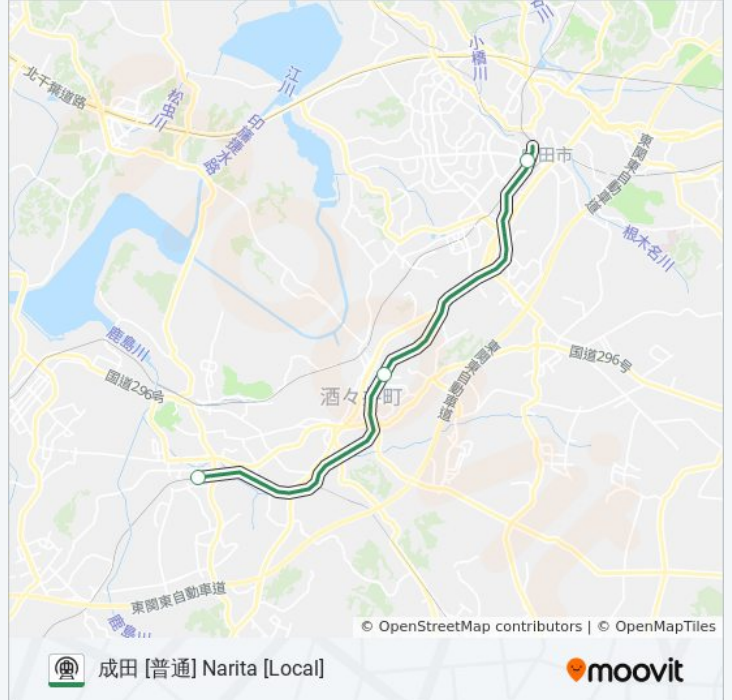 石川
小橋川
江川
北千葉道路
松虫川
印旛捷水路
田市
東関東自動車道
根木名川
鹿島川
国道296号
東関東自動車道
国道296号
酒々井町
東関東自動車道
鹿島川
© OpenStreetMap contributors | © OpenMapTiles
成田 [普通] Narita [Local]
moovit